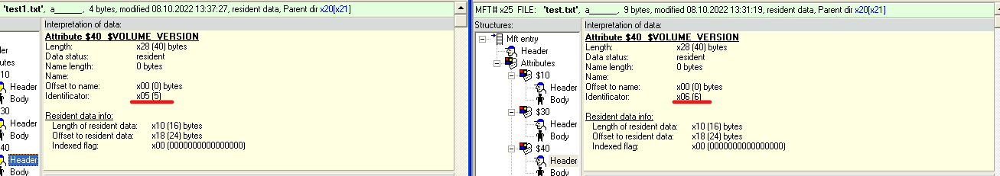 'test1.txt', a______, 4 bytes, modified 08.10.2022 13:37:27, resident data, Parent dir x20[x21]
Interpretation of data:
Attribute $40 $VOLUME_VERSION
Length: x28 (40) bytes
Data status: resident
Name length: 0 bytes
Name:
Offset to name: x00 (0) bytes
Identificator: x05 (5)
Resident data info:
Length of resident data: x10 (16) bytes
Offset to resident data: x18 (24) bytes
Indexed flag: x00 (0000000000000000)
der
utes
10
Header
Body
30
Header
Body
40
Header
Body
MFT# x25 FILE: 'test.txt', a______, 9 bytes, modified 08.10.2022 13:31:19, resident data, Parent dir x20[x21]
Structures:
Mft entry
Header
Attributes
$10
Header
Body
$30
Header
Body
$40
Header
Body
Interpretation of data:
Attribute $40 $VOLUME_VERSION
Length: x28 (40) bytes
Data status: resident
Name length: 0 bytes
Name:
Offset to name: x00 (0) bytes
Identificator: x06 (6)
Resident data info:
Length of resident data: x10 (16) bytes
Offset to resident data: x18 (24) bytes
Indexed flag: x00 (0000000000000000)